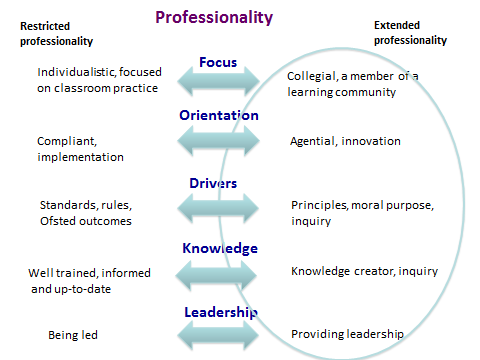 Professionality
Restricted
professionality
Extended
professionality
Focus
Individualistic, focused
on classroom practice
Collegial, a member of a
learning community
Orientation
Compliant,
implementation
Agential, innovation
Drivers
Standards, rules,
Ofsted outcomes
Principles, moral purpose,
inquiry
Knowledge
Well trained, informed
and up-to-date
Knowledge creator, inquiry
Leadership
Being led
Providing leadership